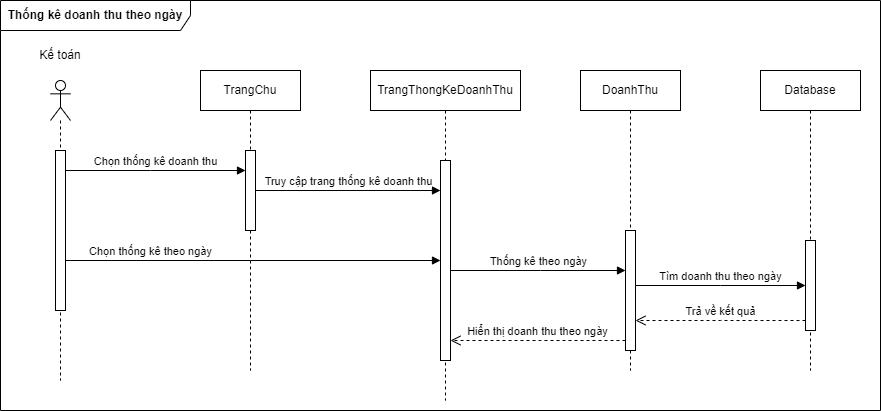 Thống kê doanh thu theo ngày
Kế toán
TrangChu
TrangThongKeDoanhThu
DoanhThu
Database
Chọn thống kê doanh thu
Truy cập trang thống kê doanh thu
Chọn thống kê theo ngày
Thống kê theo ngày
Tìm doanh thu theo ngày
Trả về kết quả
Hiển thị doanh thu theo ngày